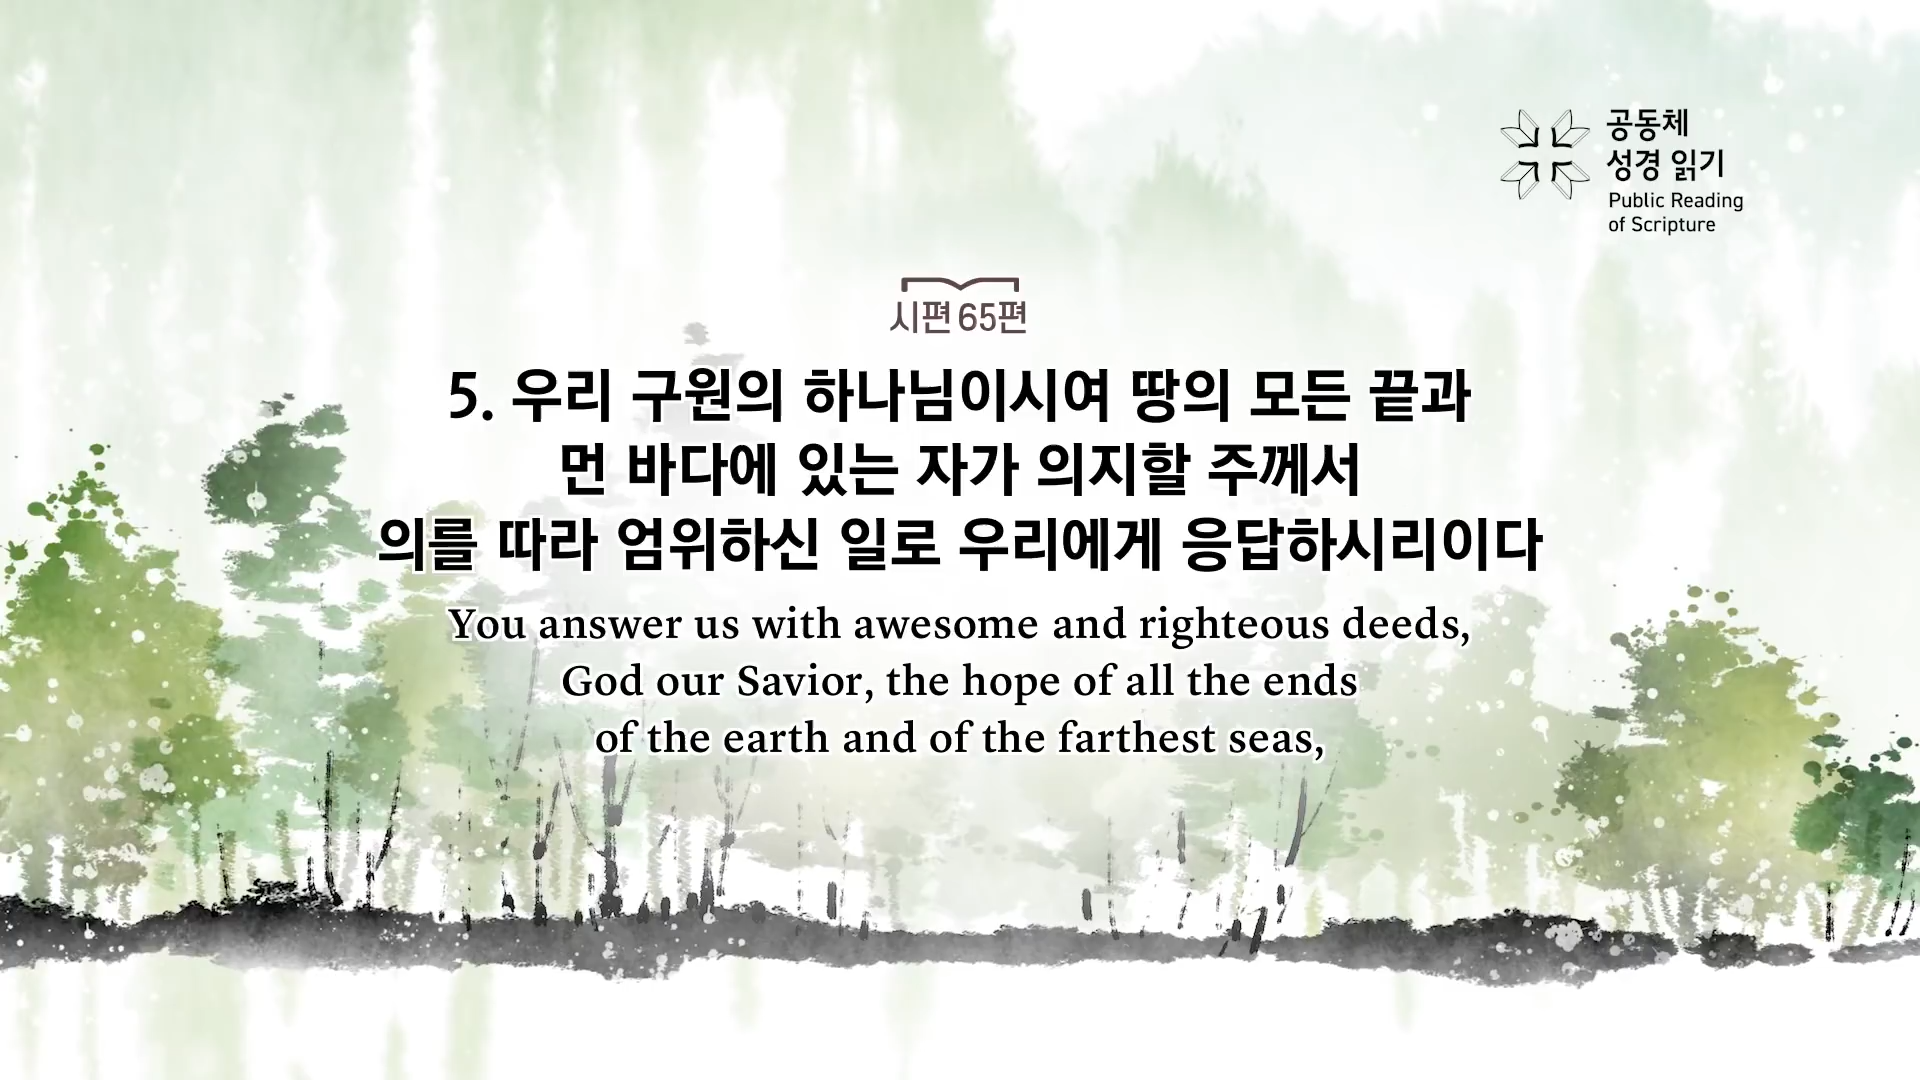 공동체
성경 읽기
Public Reading
of Scripture
시편 65편
5. 우리 구원의 하나님이시여 땅의 모든 끝과
먼 바다에 있는 자가 의지할 주께서
의를 따라 엄위하신 일로 우리에게 응답하시리이다
You answer us with awesome and righteous deeds,
God our Savior, the hope of all the ends
of the earth and of the farthest seas,